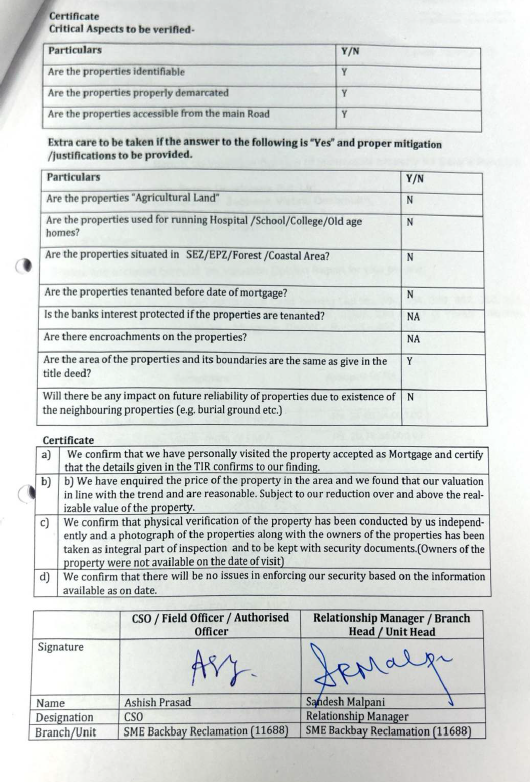 Certificate
Critical Aspects to be verified-
Particulars Y/N
Are the properties identifiable Y
Are the properties properly demarcated Y
Are the properties accessible from the main Road Y
Extra care to be taken if the answer to the following is "Yes" and proper mitigation
/justifications to be provided.
Particulars Y/N
Are the properties "Agricultural Land" N
Are the properties used for running Hospital /School/College/Old age N
homes?
Are the properties situated in SEZ/EPZ/Forest /Coastal Area? N
Are the properties tenanted before date of mortgage? N
Is the banks interest protected if the properties are tenanted? NA
Are there encroachments on the properties? NA
Are the area of the properties and its boundaries are the same as give in the Y
title deed?
Will there be any impact on future reliability of properties due to existence of N
the neighbouring properties (e.g. burial ground etc.)
Certificate
a) We confirm that we have personally visited the property accepted as Mortgage and certify
that the details given in the TIR confirms to our finding.
b) b) We have enquired the price of the property in the area and we found that our valuation
in line with the trend and are reasonable. Subject to our reduction over and above the real-
izable value of the property.
c) We confirm that physical verification of the property has been conducted by us independ-
ently and a photograph of the properties along with the owners of the properties has been
taken as integral part of inspection and to be kept with security documents.(Owners of the
property were not available on the date of visit)
d) We confirm that there will be no issues in enforcing our security based on the information
available as on date.
CSO / Field Officer / Authorised Relationship Manager / Branch
Officer Head / Unit Head
Signature
Name Ashish Prasad Sandesh Malpani
Designation CSO Relationship Manager
Branch/Unit SME Backbay Reclamation (11688) SME Backbay Reclamation (11688)